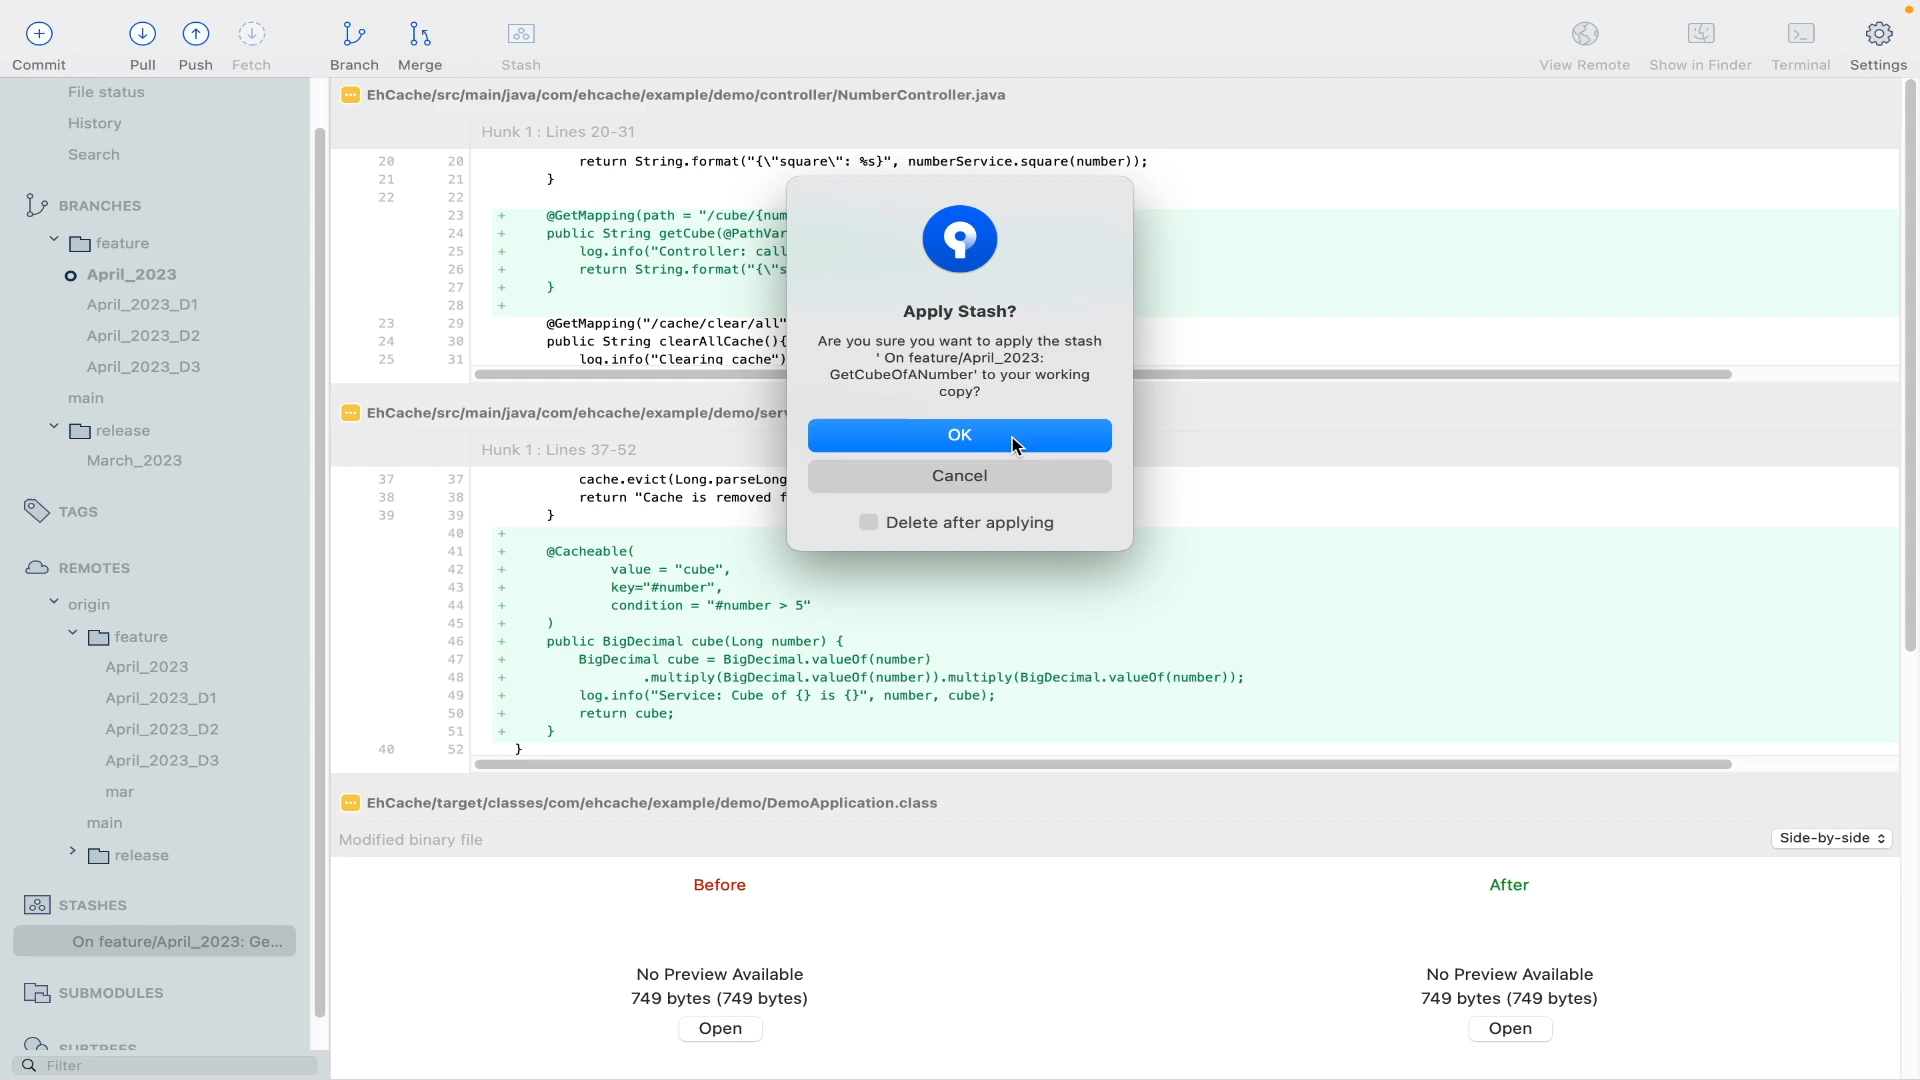 Commit
Pull
Push
Fetch
Branch
Merge
Stash
View Remote
Show in Finder
Terminal
Settings
File status
History
Search
BRANCHES
feature
April_2023
April_2023_D1
April_2023_D2
April_2023_D3
main
release
March_2023
TAGS
REMOTES
origin
feature
April_2023
April_2023_D1
April_2023_D2
April_2023_D3
mar
main
release
STASHES
On feature/April_2023: Ge...
SUBMODULES
SUBTREES
Filter
EhCache/src/main/java/com/ehcache/example/demo/controller/NumberController.java
Hunk 1 : Lines 20-31
20 20 return String.format("{\"square\": %s}", numberService.square(number));
21 21 }
22 22
23 + @GetMapping(path = "/cube/{num
24 + public String getCube(@PathVar
25 + log.info("Controller: call
26 + return String.format("{\"s
27 + }
28 +
23 29 @GetMapping("/cache/clear/all"
24 30 public String clearAllCache(){
25 31 log.info("Clearing cache")
EhCache/src/main/java/com/ehcache/example/demo/ser
Hunk 1 : Lines 37-52
37 37 cache.evict(Long.parseLong
38 38 return "Cache is removed f
39 39 }
40 +
41 + @Cacheable(
42 + value = "cube",
43 + key="#number",
44 + condition = "#number > 5"
45 + )
46 + public BigDecimal cube(Long number) {
47 + BigDecimal cube = BigDecimal.valueOf(number)
48 + .multiply(BigDecimal.valueOf(number)).multiply(BigDecimal.valueOf(number));
49 + log.info("Service: Cube of {} is {}", number, cube);
50 + return cube;
51 + }
40 52 }
EhCache/target/classes/com/ehcache/example/demo/DemoApplication.class
Modified binary file
Side-by-side
Before
After
No Preview Available
749 bytes (749 bytes)
Open
No Preview Available
749 bytes (749 bytes)
Open
Apply Stash?
Are you sure you want to apply the stash
' On feature/April_2023:
GetCubeOfANumber' to your working
copy?
OK
Cancel
Delete after applying